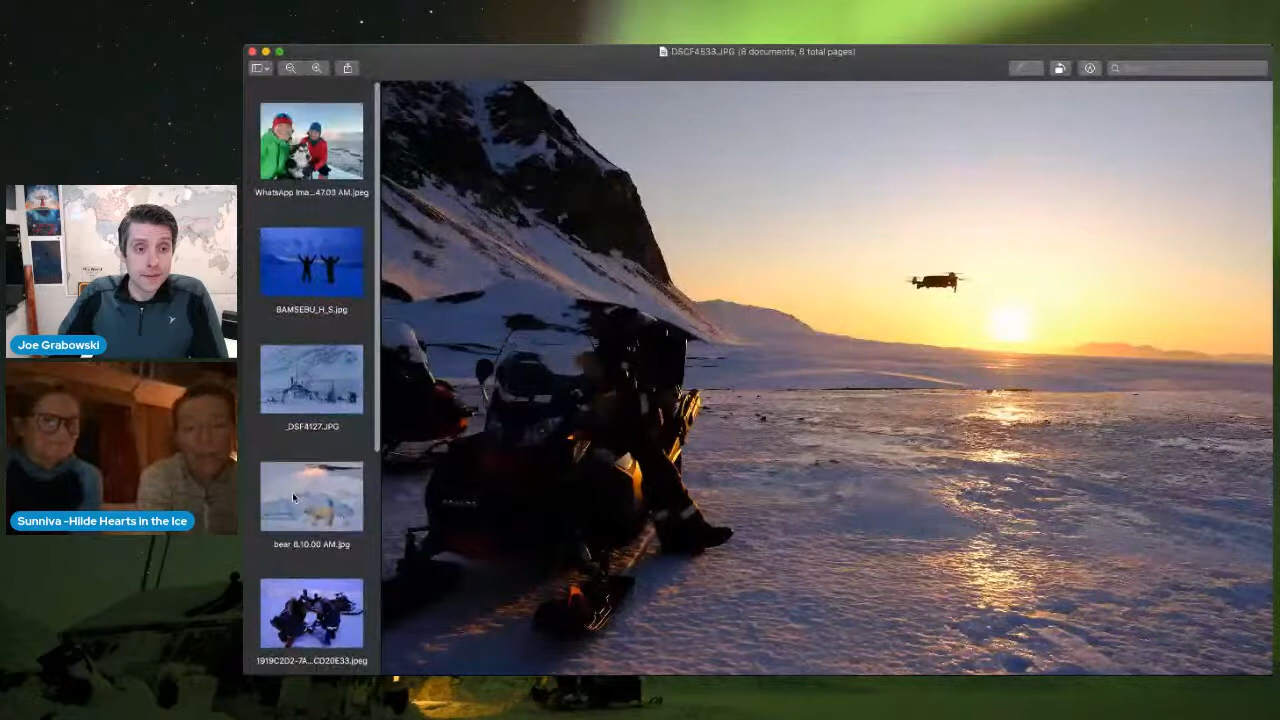 DSCF4533.JPG (8 documents, 8 total pages)
WhatsApp Ima...47.03 AM.jpeg
BAMSEBU_H_S.jpg
_DSF4127.JPG
bear 8.10.00 AM.jpg
1919C2D2-7A...CD20E33.jpeg
Joe Grabowski
Sunniva -Hilde Hearts in the Ice